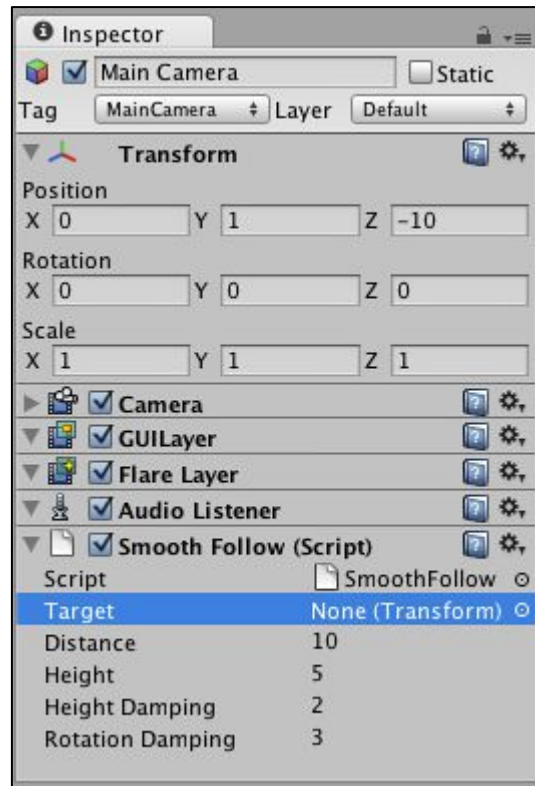 Inspector
Main Camera Static
Tag MainCamera Layer Default
Transform
Position
X 0 Y 1 Z -10
Rotation
X 0 Y 0 Z 0
Scale
X 1 Y 1 Z 1
Camera
GUILayer
Flare Layer
Audio Listener
Smooth Follow (Script)
Script SmoothFollow
Target None (Transform)
Distance 10
Height 5
Height Damping 2
Rotation Damping 3